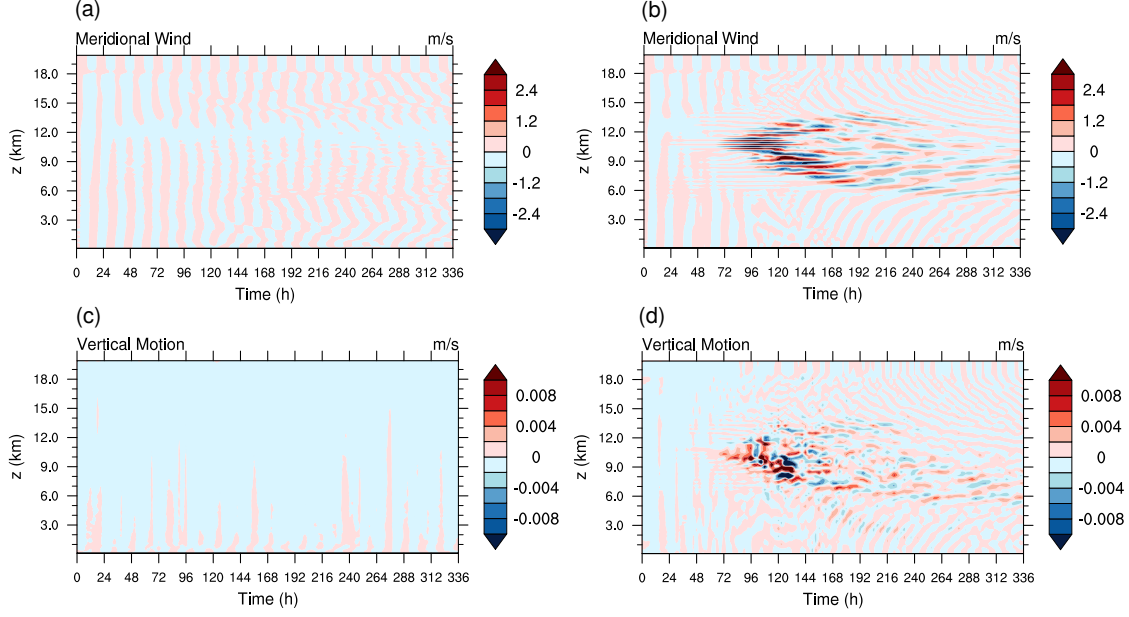 (a)
(b)
Meridional Wind m/s
Meridional Wind m/s
18.0
15.0
12.0
9.0
6.0
3.0
z (km)
2.4
1.2
0
-1.2
-2.4
0 24 48 72 96 120 144 168 192 216 240 264 288 312 336
Time (h)
18.0
15.0
12.0
9.0
6.0
3.0
z (km)
2.4
1.2
0
-1.2
-2.4
0 24 48 72 96 120 144 168 192 216 240 264 288 312 336
Time (h)
(c)
(d)
Vertical Motion m/s
Vertical Motion m/s
18.0
15.0
12.0
9.0
6.0
3.0
z (km)
0.008
0.004
0
-0.004
-0.008
0 24 48 72 96 120 144 168 192 216 240 264 288 312 336
Time (h)
18.0
15.0
12.0
9.0
6.0
3.0
z (km)
0.008
0.004
0
-0.004
-0.008
0 24 48 72 96 120 144 168 192 216 240 264 288 312 336
Time (h)